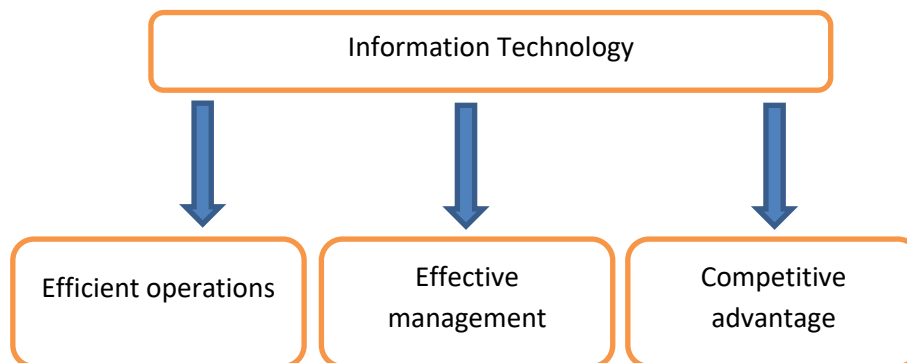 Information Technology
Efficient operations
Effective
management
Competitive
advantage